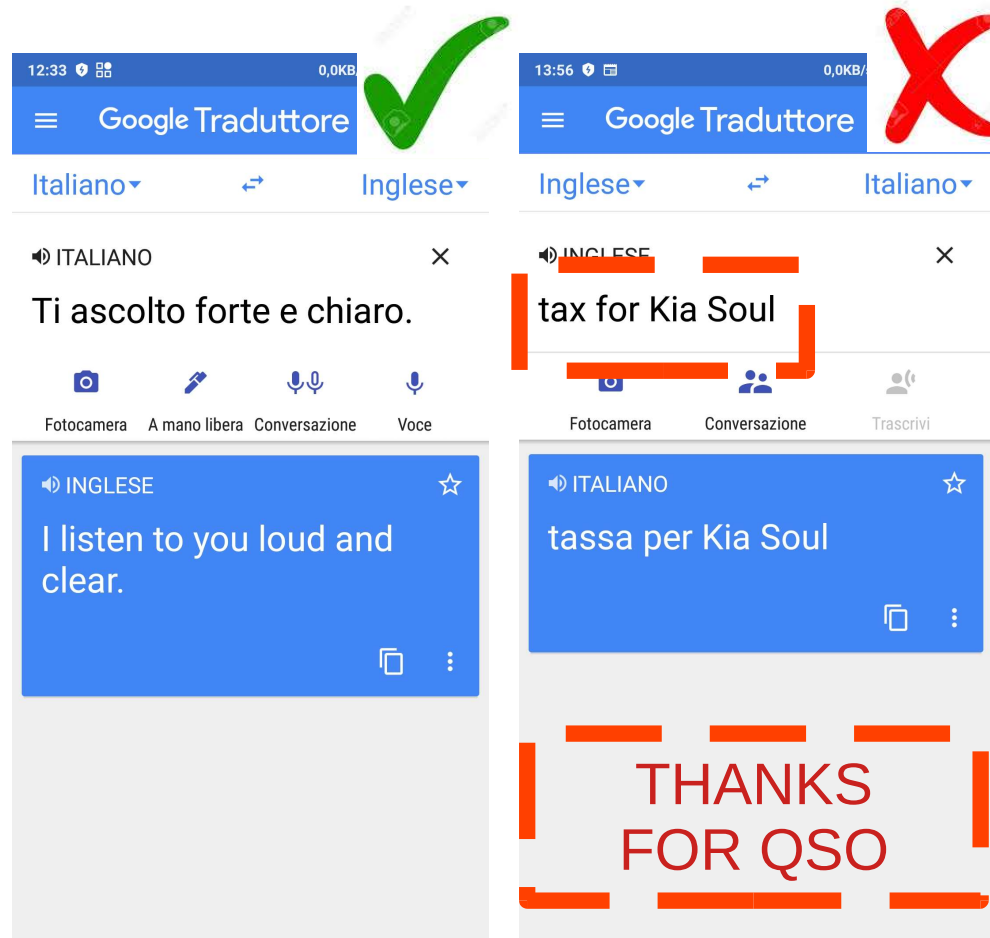 12:33
0,0KB/
Google Traduttore
Italiano
Inglese
ITALIANO
Ti ascolto forte e chiaro.
Fotocamera
A mano libera
Conversazione
Voce
INGLESE
I listen to you loud and
clear.
13:56
0,0KB/
Google Traduttore
Inglese
Italiano
INGLESE
tax for Kia Soul
Fotocamera
Conversazione
Trascrivi
ITALIANO
tassa per Kia Soul
THANKS
FOR QSO